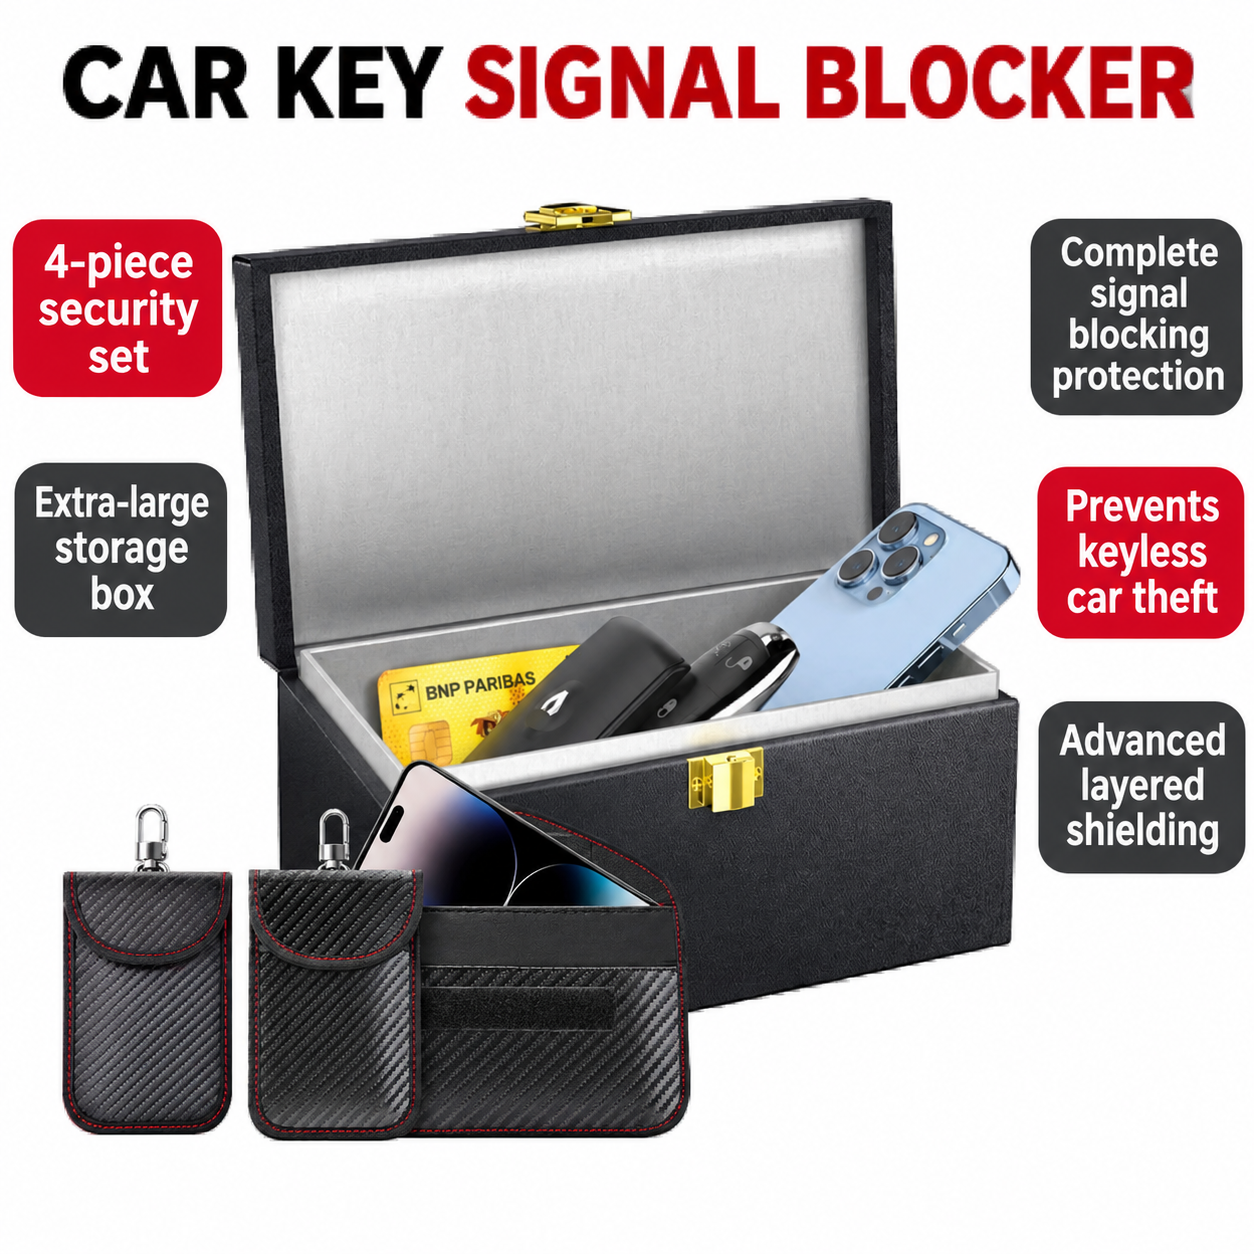 CAR KEY SIGNAL BLOCKER
4-piece
security
set
Extra-large
storage
box
Complete
signal
blocking
protection
Prevents
keyless
car theft
Advanced
layered
shielding
BNP PARIBAS